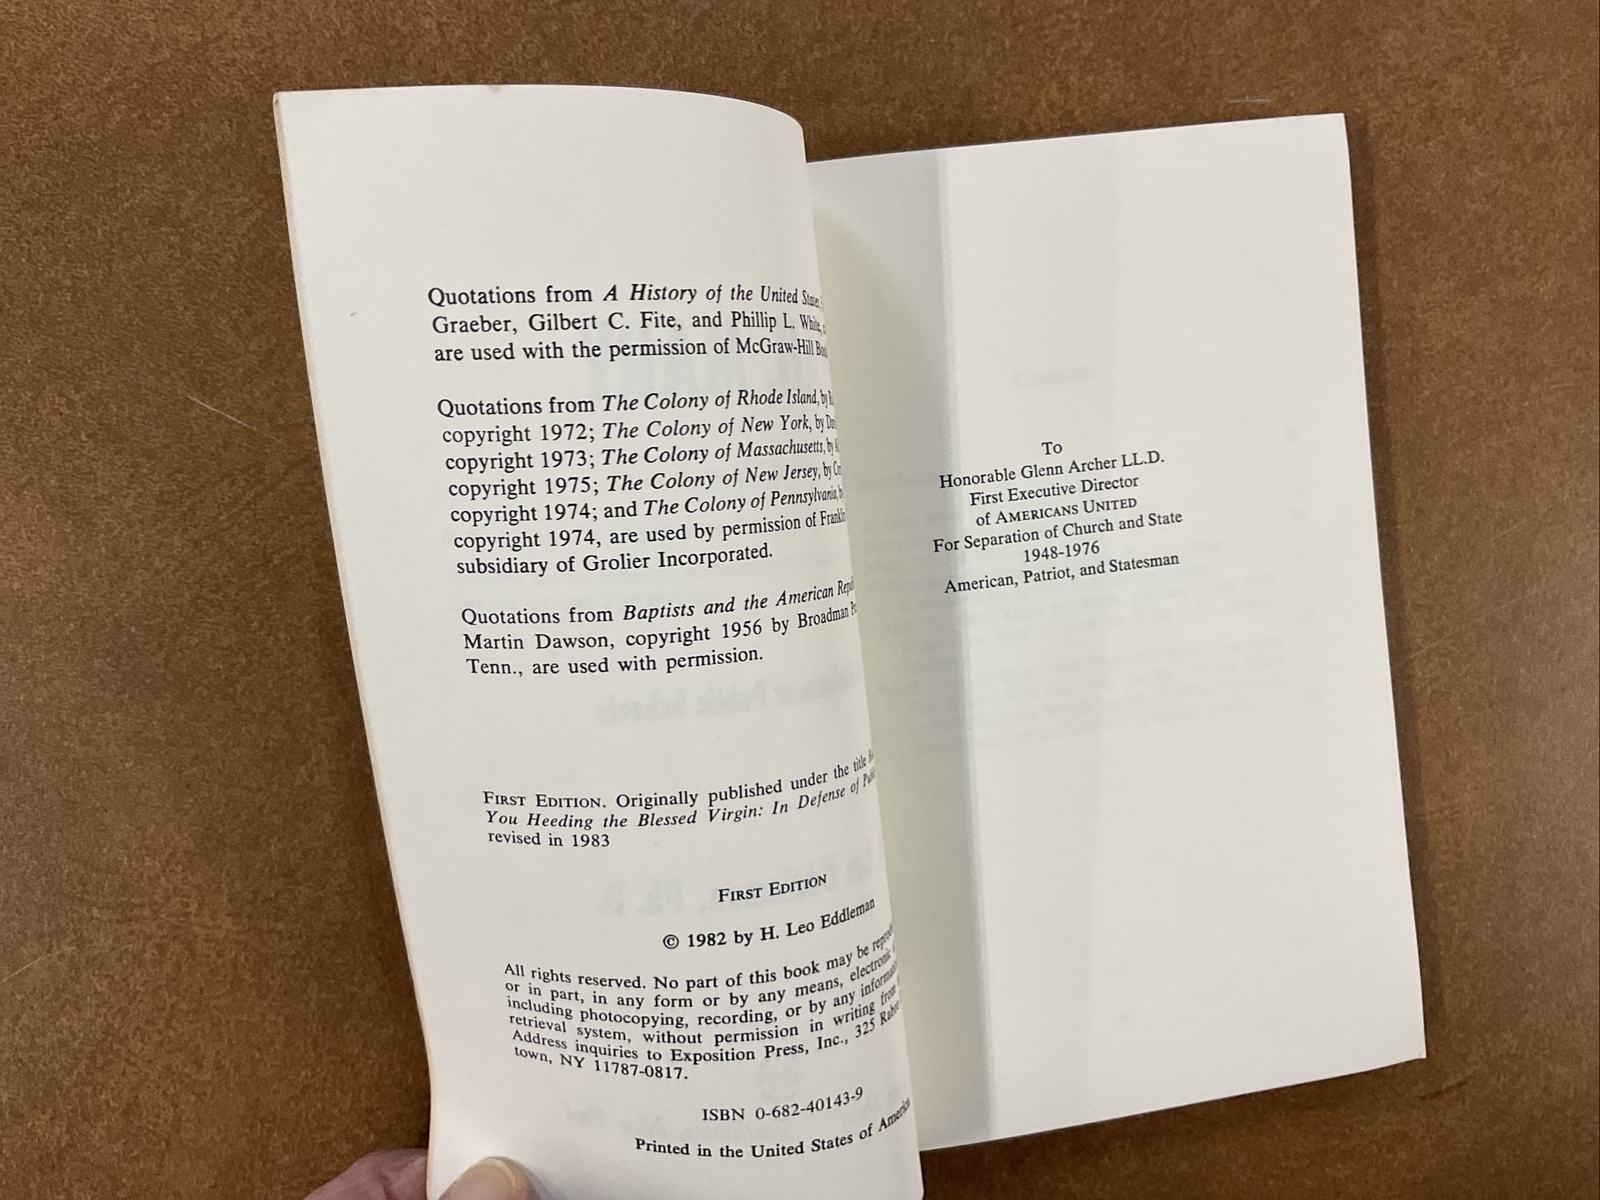 Quotations from A History of the United States,
Graeber, Gilbert C. Fite, and Phillip L. White,
are used with the permission of McGraw-Hill
Quotations from The Colony of Rhode Island, by
copyright 1972; The Colony of New York, by
copyright 1973; The Colony of Massachusetts, by
copyright 1975; The Colony of New Jersey, by
copyright 1974; and The Colony of Pennsylvania,
copyright 1974, are used by permission of Franklin
subsidiary of Grolier Incorporated.
Quotations from Baptists and the American
Martin Dawson, copyright 1956 by Broadman
Tenn., are used with permission.
FIRST EDITION. Originally published under the title
You Heeding the Blessed Virgin: In Defense of
revised in 1983
FIRST EDITION
© 1982 by H. Leo Eddleman
All rights reserved. No part of this book may be
or in part, in any form or by any means, electronic
including photocopying, recording, or by any
retrieval system, without permission in writing from
Address inquiries to Exposition Press, Inc., 325
town, NY 11787-0817.
ISBN 0-682-40143-9
Printed in the United States of America
To
Honorable Glenn Archer LL.D.
First Executive Director
of AMERICANS UNITED
For Separation of Church and State
1948-1976
American, Patriot, and Statesman